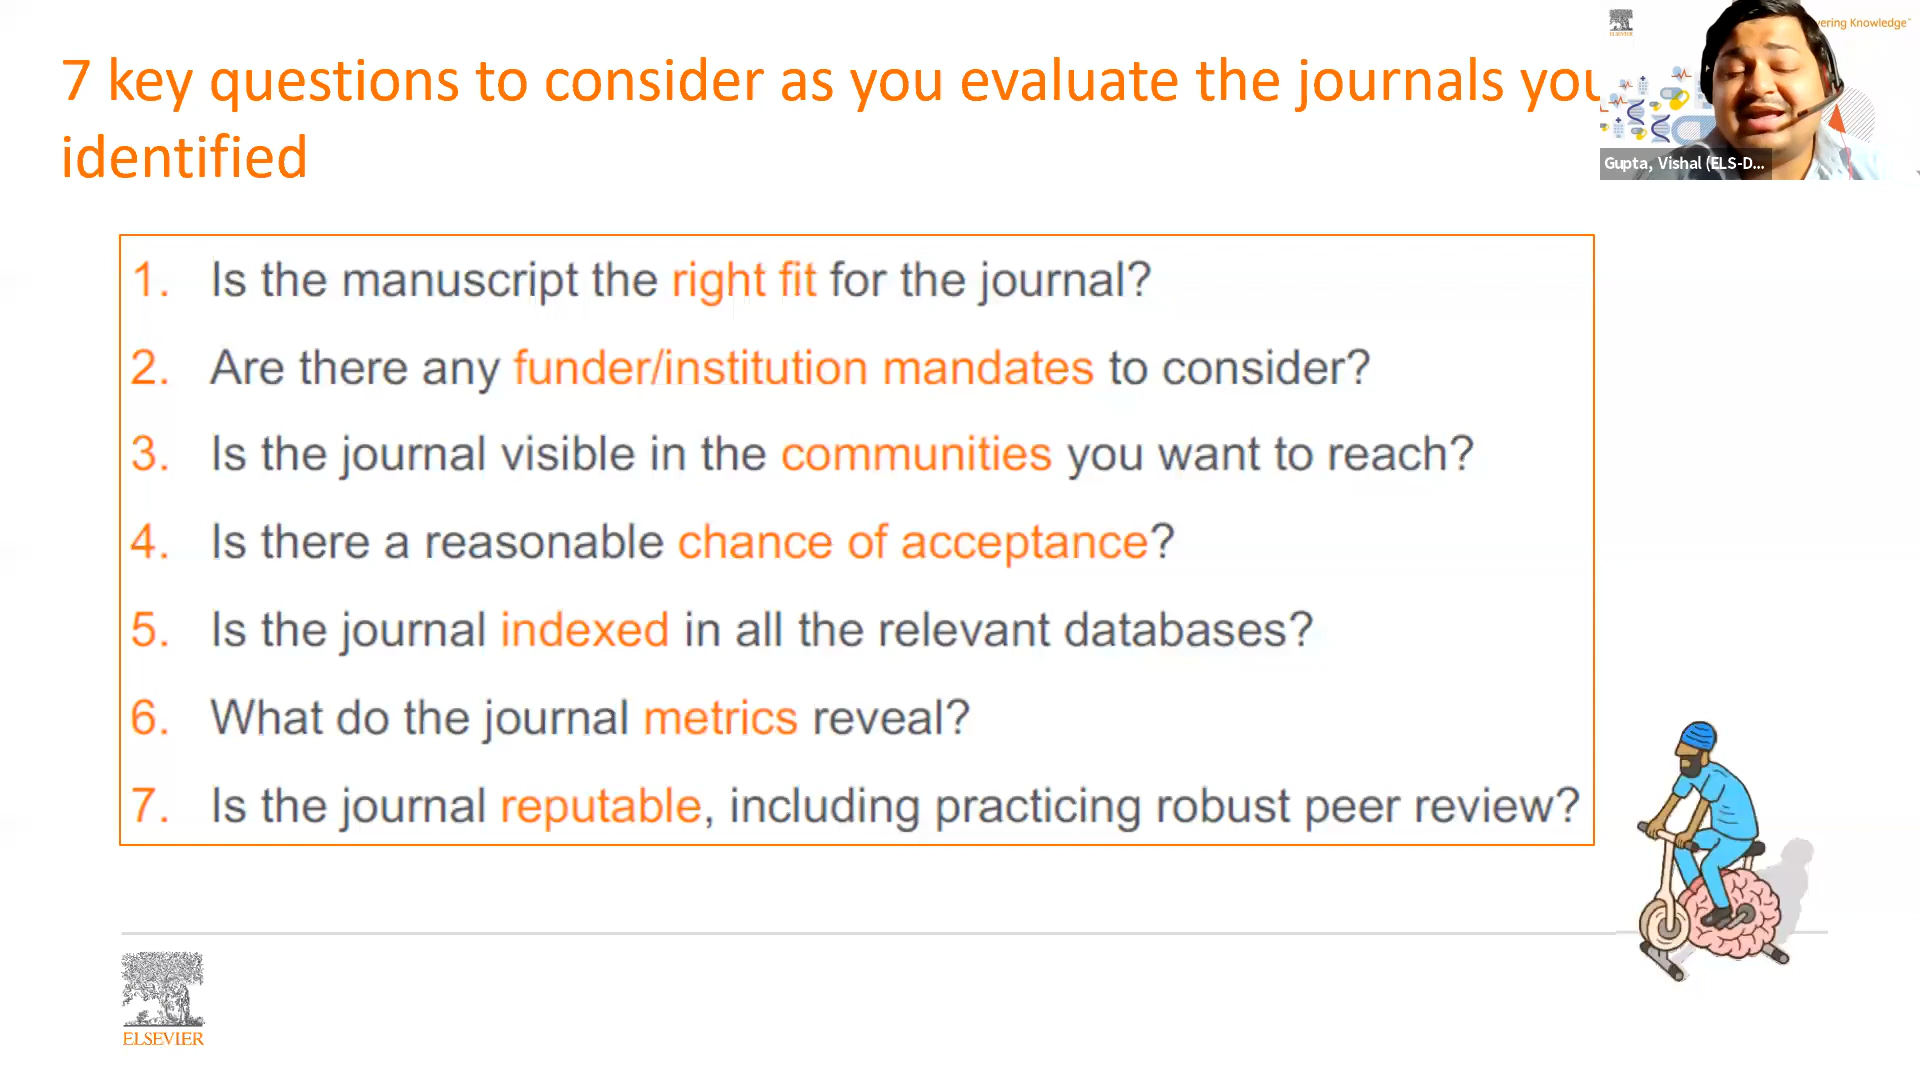 7 key questions to consider as you evaluate the journals you
identified
1. Is the manuscript the right fit for the journal?
2. Are there any funder/institution mandates to consider?
3. Is the journal visible in the communities you want to reach?
4. Is there a reasonable chance of acceptance?
5. Is the journal indexed in all the relevant databases?
6. What do the journal metrics reveal?
7. Is the journal reputable, including practicing robust peer review?
ELSEVIER
vering Knowledge™
Gupta, Vishal (ELS-D...